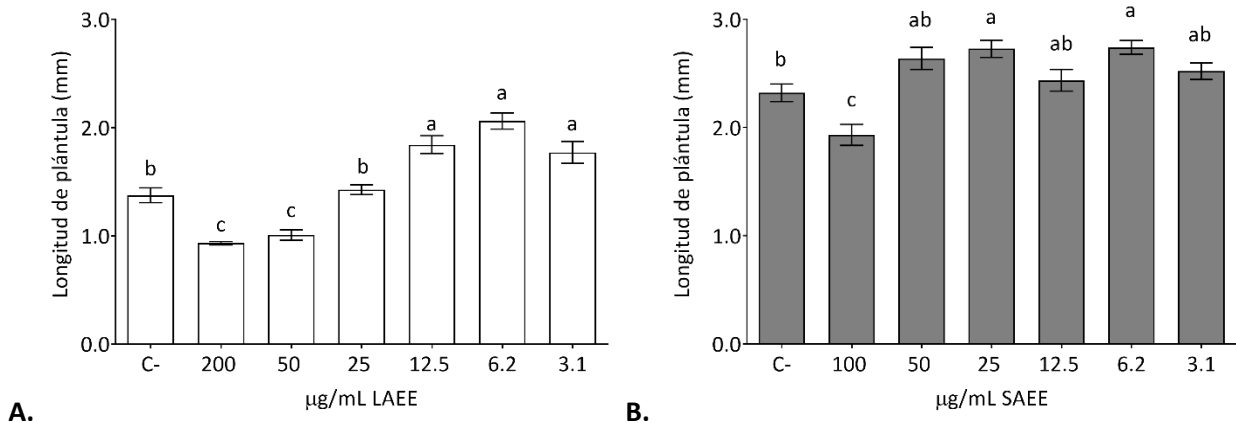 3.0
2.0
1.0
0.0
Longitud de plántula (mm)
b
c
c
b
a
a
a
C- 200 50 25 12.5 6.2 3.1
μg/mL LAEE
A.
3.0
2.0
1.0
0.0
Longitud de plántula (mm)
b
c
ab
a
ab
a
ab
C- 100 50 25 12.5 6.2 3.1
μg/mL SAEE
B.